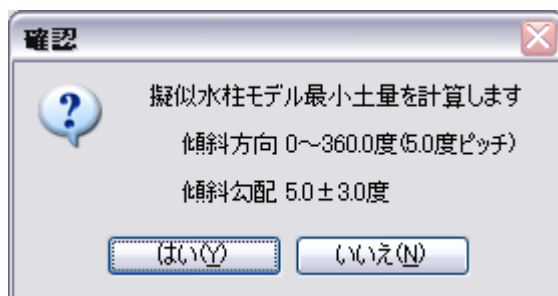 確認
擬似水柱モデル最小土量を計算します
傾斜方向 0～360.0度(5.0度ピッチ)
傾斜勾配 5.0±3.0度
はい(Y)
いいえ(N)